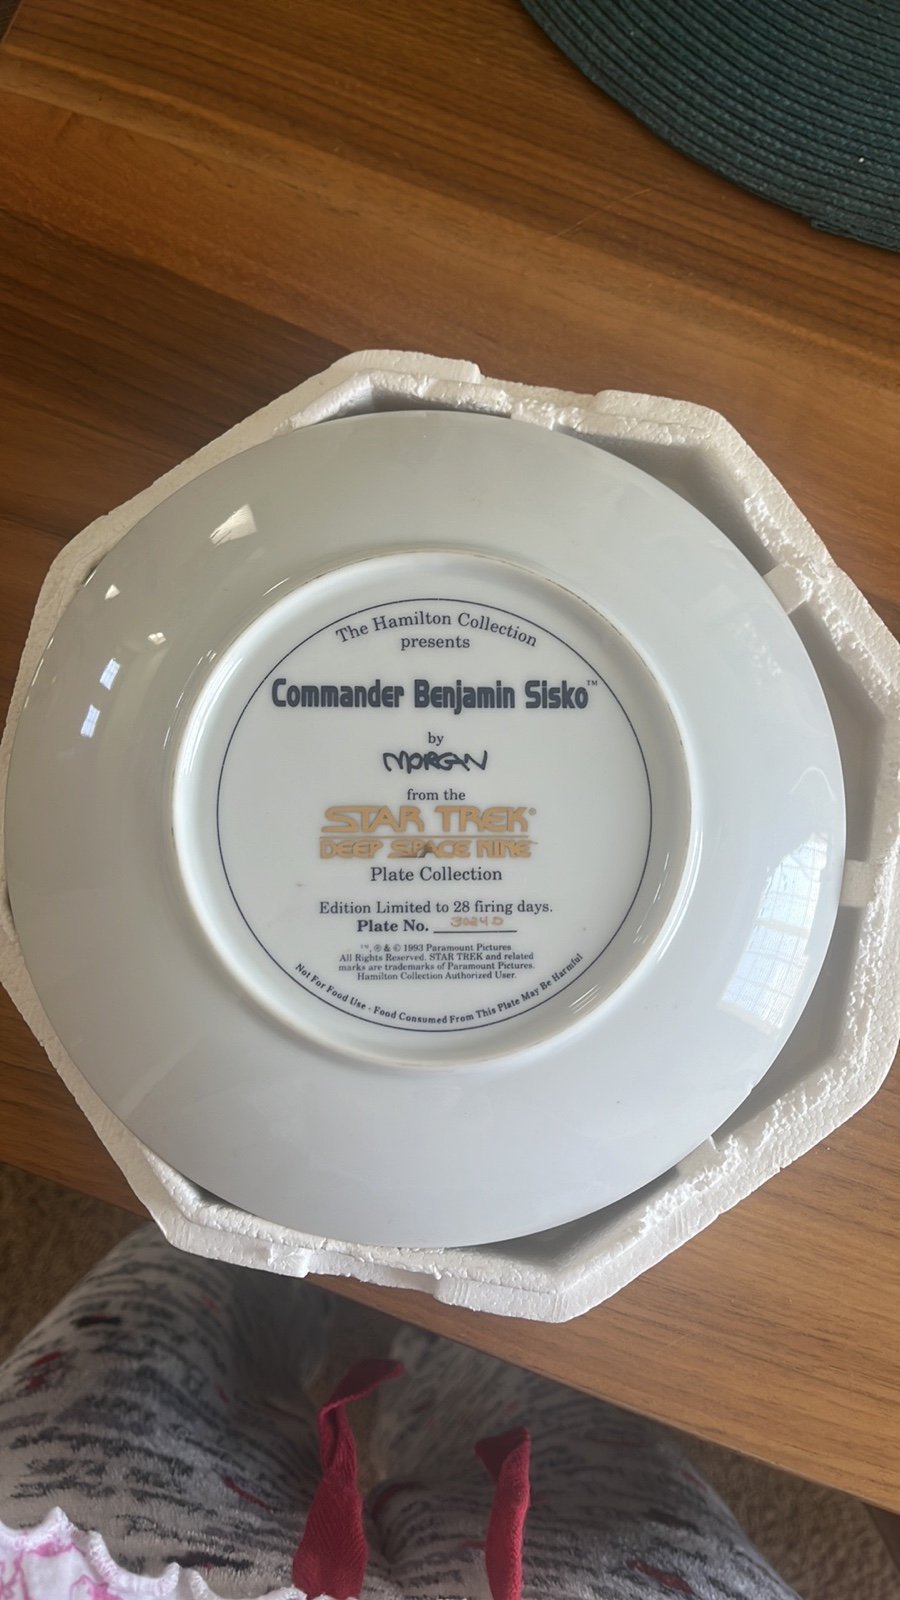 The Hamilton Collection
presents
Commander Benjamin Sisko™
by
MORGAN
from the
STAR TREK®
DEEP SPACE NINE™
Plate Collection
Edition Limited to 28 firing days.
Plate No.
™, ® & © 1993 Paramount Pictures
All Rights Reserved. STAR TREK and related
marks are trademarks of Paramount Pictures.
Hamilton Collection Authorized User.
Not For Food Use - Food Consumed From This Plate May Be Harmful